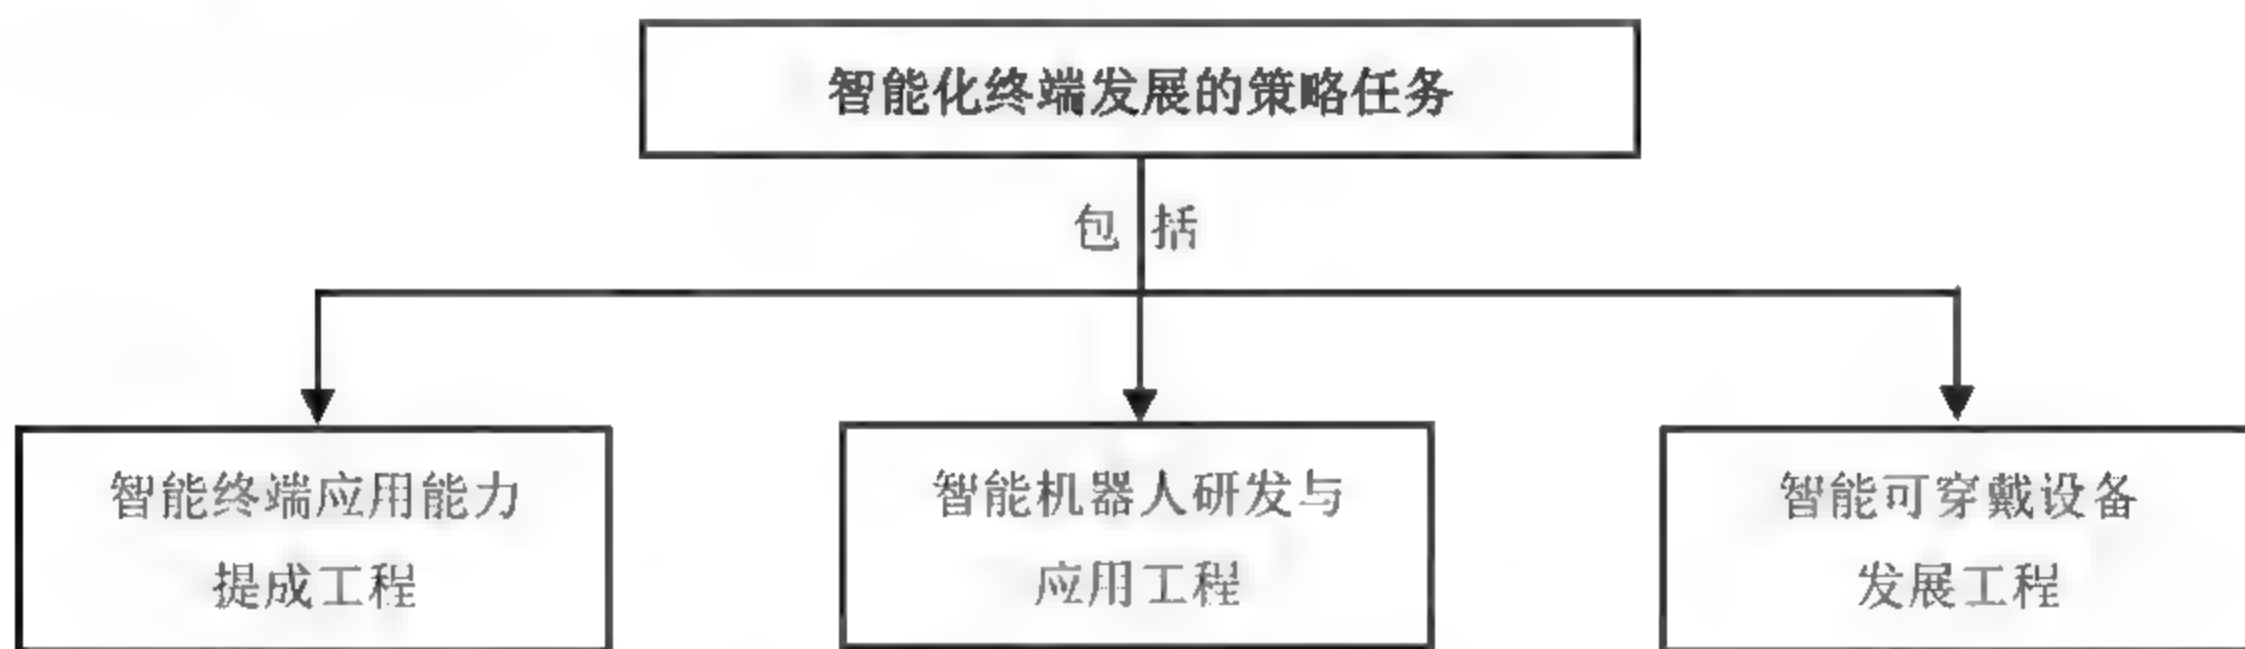 智能化终端发展的策略任务
包括
智能终端应用能力
提成工程
智能机器人研发与
应用工程
智能可穿戴设备
发展工程